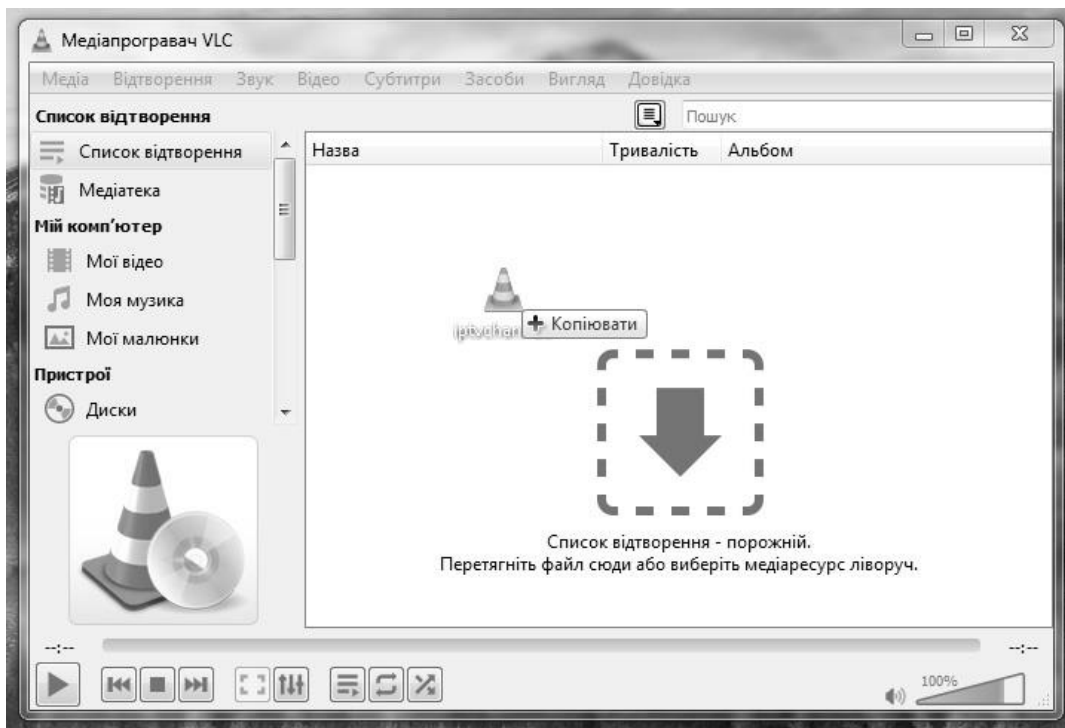 Медіапрогравач VLC
Медіа Відтворення Звук Відео Субтитри Засоби Вигляд Довідка
Список відтворення
Пошук
Список відтворення
Назва Тривалість Альбом
Медіатека
Мій комп’ютер
Мої відео
Моя музика
Копіювати
Мої малюнки
Пристрої
Диски
Список відтворення - порожній.
Перетягніть файл сюди або виберіть медіаресурс ліворуч.
--:-- --:--
100%